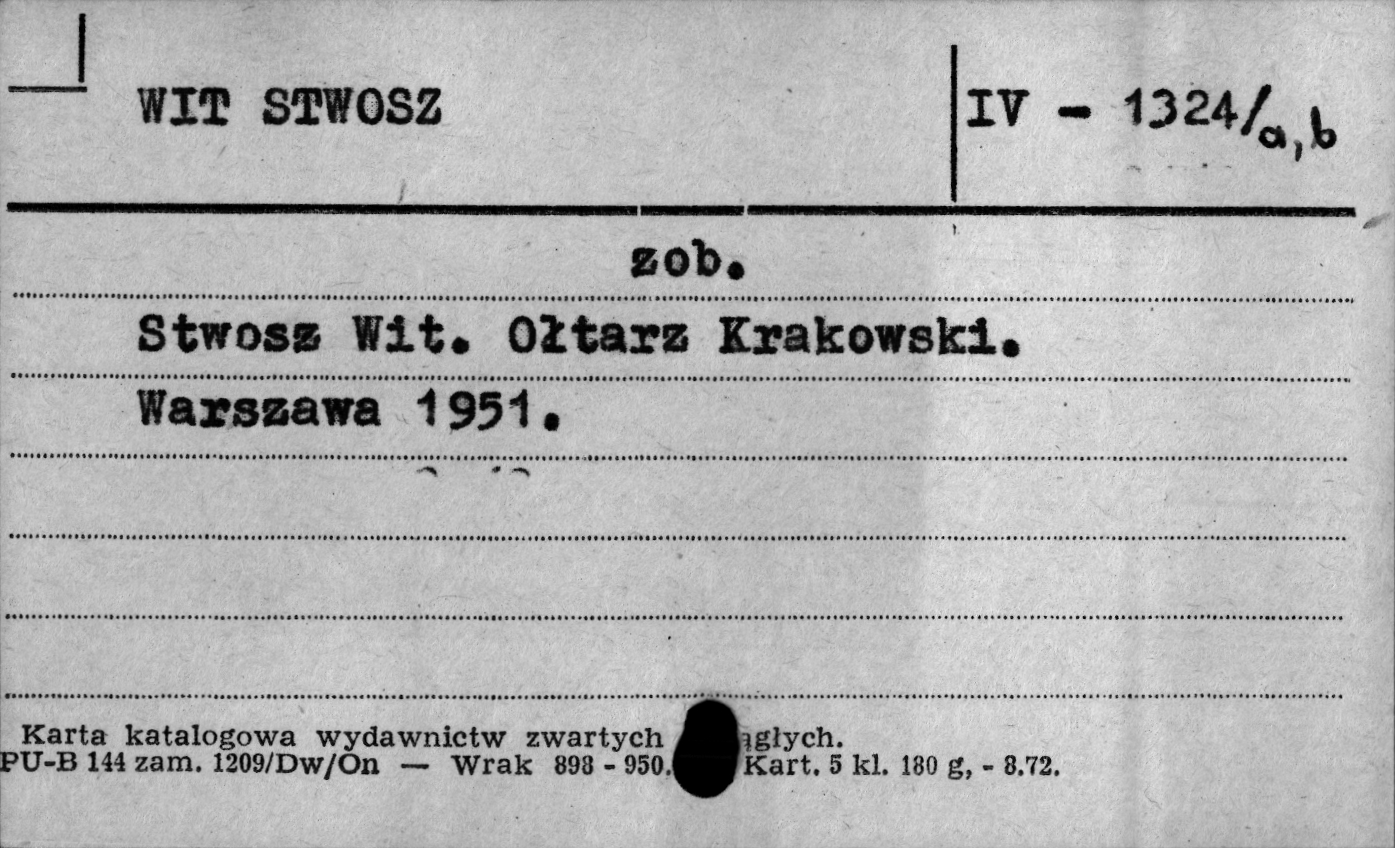 WIT STWOSZ
IV - 1324/a,b
zob.
Stwosz Wit. Ołtarz Krakowski.
Warszawa 1951.
Karta katalogowa wydawnictw zwartych ągłych.
PU-B 144 zam. 1209/Dw/On — Wrak 898 - 950. Kart. 5 kl. 180 g, - 8.72.